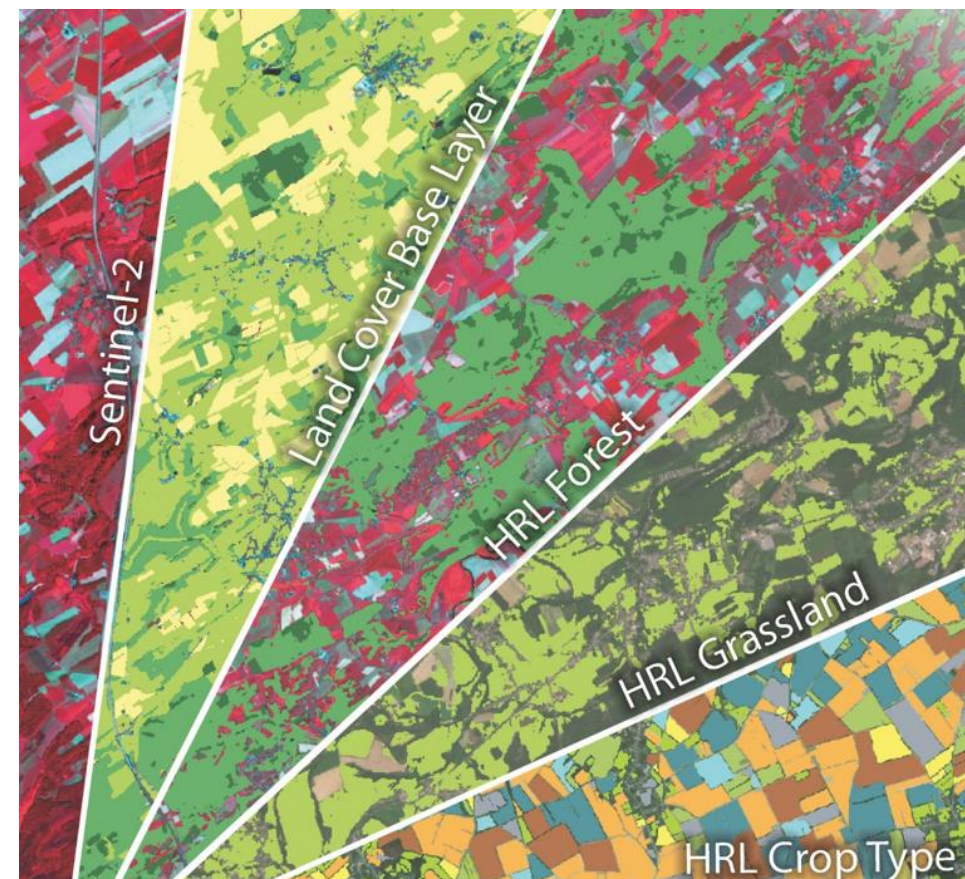 Sentinel-2
Land Cover Base Layer
HRL Forest
HRL Grassland
HRL Crop Type